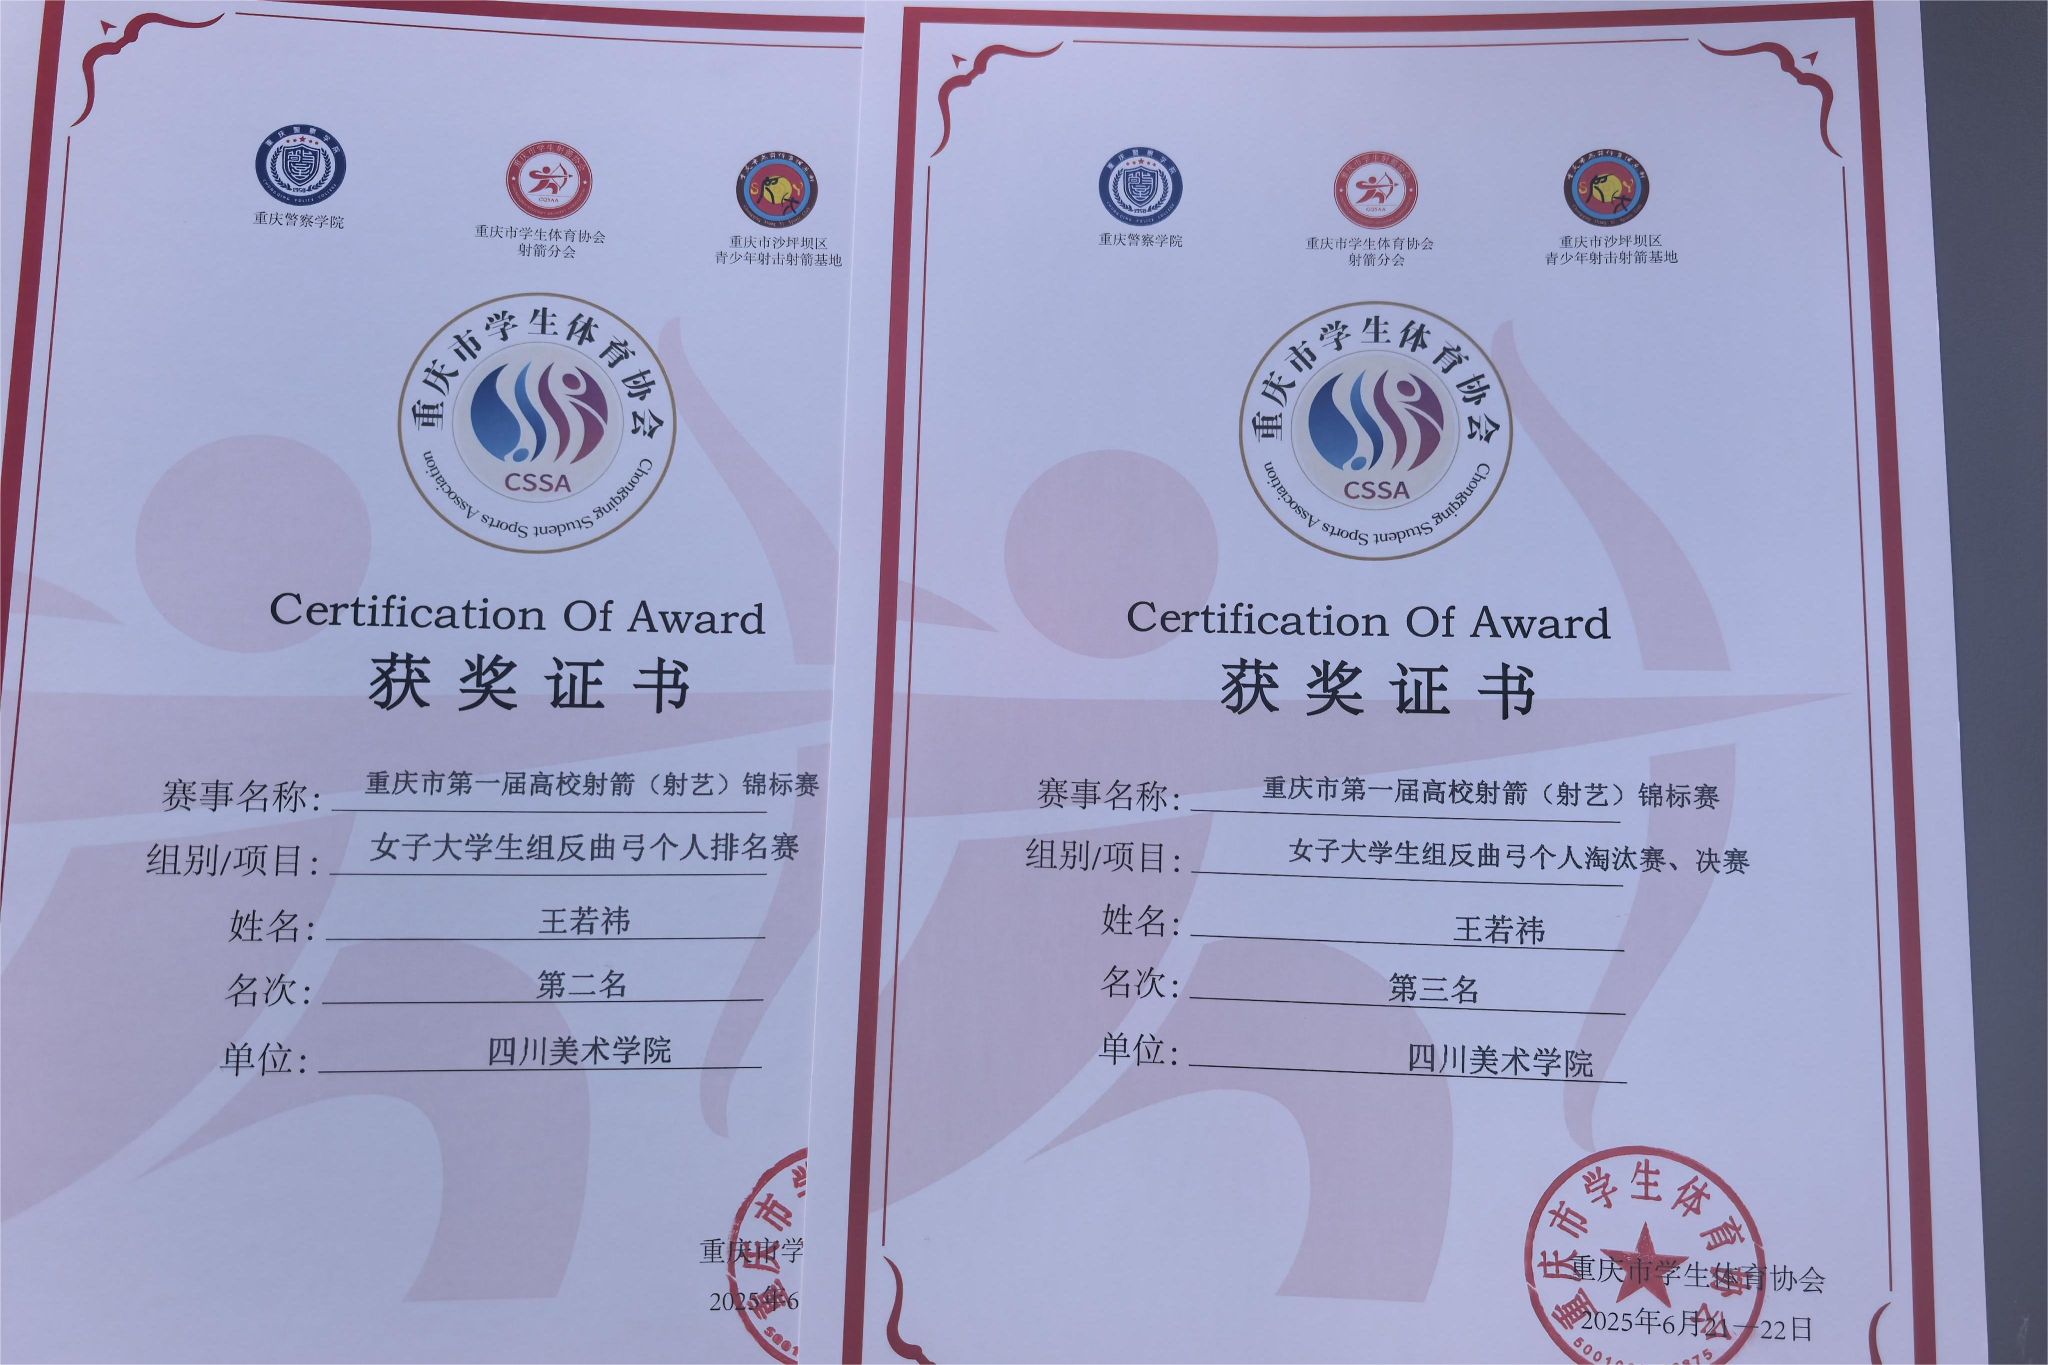 重庆警察学院
重庆市学生体育协会
射箭分会
重庆市沙坪坝区
青少年射击射箭基地
重庆市学生体育协会
CSSA
Chongqing Student Sports Association
Certification Of Award
获奖证书
赛事名称: 重庆市第一届高校射箭（射艺）锦标赛
组别/项目: 女子大学生组反曲弓个人排名赛
姓名: 王若祎
名次: 第二名
单位: 四川美术学院
重庆市学
2025年6
重庆市学
重庆警察学院
重庆市学生体育协会
射箭分会
重庆市沙坪坝区
青少年射击射箭基地
重庆市学生体育协会
CSSA
Chongqing Student Sports Association
Certification Of Award
获奖证书
赛事名称: 重庆市第一届高校射箭（射艺）锦标赛
组别/项目: 女子大学生组反曲弓个人淘汰赛、决赛
姓名: 王若祎
名次: 第三名
单位: 四川美术学院
重庆市学生体育协会
2025年6月21—22日
重庆市学生体育协会